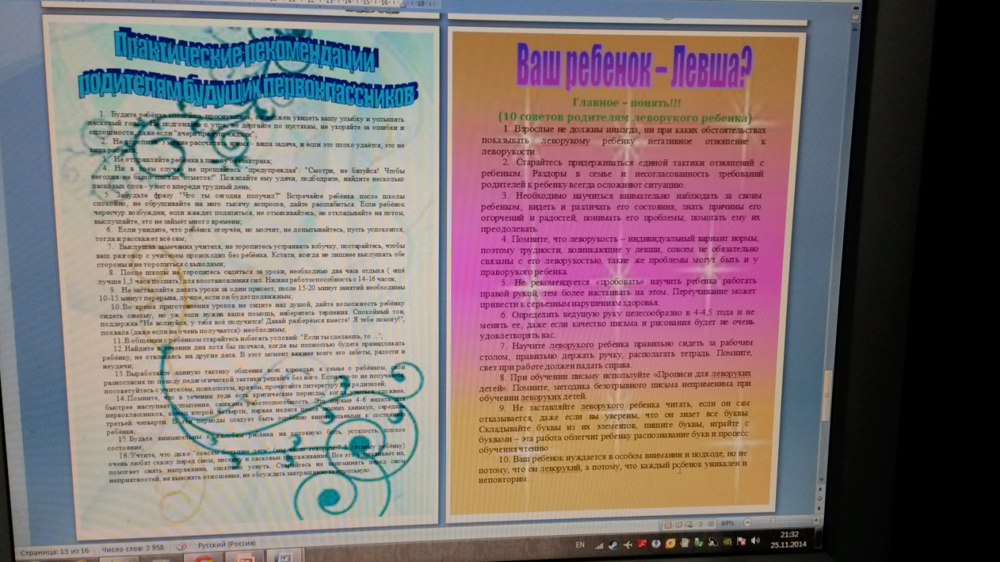 Практические рекомендации
родителям будущих первоклассников
1. Будите ребёнка спокойно, проснувшись, он должен увидеть вашу улыбку и услышать
ласковый голос. Не подгоняйте с утра, не дёргайте по пустякам, не укоряйте за ошибки и
оплошности, даже если "вчера предупреждали";
2. Не торопите. Умение рассчитать время - ваша задача, и если это плохо удаётся, это не
вина ребёнка;
3. Не отправляйте ребёнка в школу без завтрака;
4. Ни в коем случае не прощайтесь "предупреждая": "Смотри, не балуйся! Чтобы
сегодня не было плохих отметок!" Пожелайте ему удачи, подбодрите, найдите несколько
ласковых слов - у него впереди трудный день;
5. Забудьте фразу "Что ты сегодня получил?" Встречайте ребёнка после школы
спокойно, не обрушивайте на него тысячу вопросов, дайте расслабиться. Если ребёнок
чересчур возбужден, если жаждет поделиться, не отмахивайтесь, не откладывайте на потом,
выслушайте, это не займёт много времени;
6. Если увидите, что ребёнок огорчён, но молчит, не допытывайтесь, пусть успокоится,
тогда и расскажет всё сам;
7. Выслушав замечания учителя, не торопитесь устраивать взбучку, постарайтесь, чтобы
ваш разговор с учителем происходил без ребёнка. Кстати, всегда не лишнее выслушать обе
стороны и не торопиться с выводами;
8. После школы не торопитесь садиться за уроки, необходимо два часа отдыха ( ещё
лучше 1,5 часа поспать) для восстановления сил. Низкая работоспособность с 14-16 часов;
9. Не заставляйте делать уроки за один присест, после 15-20 минут занятий необходимы
10-15 минут перерыва, лучше, если он будет подвижным;
10. Во время приготовления уроков не сидите над душой, дайте возможность ребёнку
сидеть самому, но уж если нужна ваша помощь, наберитесь терпения. Спокойный тон,
поддержка "Не волнуйся, у тебя всё получится! Давай разберёмся вместе! Я тебе помогу!",
похвала (даже если не очень получается)- необходимы;
11. В общении с ребёнком старайтесь избегать условий: "Если ты сделаешь, то ...";
12. Найдите в течении дня хотя бы полчаса, когда вы полностью будете принадлежать
ребёнку, не отвлекаясь на другие дела. В этот момент важнее всего его заботы, радости и
неудачи;
13. Выработайте единую тактику общения всех взрослых в семье с ребёнком, свои
разногласия по поводу педагогической тактики решайте без него. Если что-то не получается,
посоветуйтесь с учителем, психологом, врачом, прочитайте литературу для родителей;
14. Помните, что в течении года есть критические периоды, когда учиться сложнее,
быстрее наступает утомление, снижена работоспособность. Это первые 4-6 недель для
первоклассников, конец второй четверти, первая неделя после зимних каникул, середина
третьей четверти. В эти периоды следует быть особенно внимательными к состоянию
ребёнка;
15. Будьте внимательны к жалобам ребёнка на головную боль, усталость, плохое
состояние;
16. Учтите, что даже "совсем большие дети" (мы часто говорим 7-8 летнему ребёнку)
очень любят сказку перед сном, песенку и ласковые поглаживания. Все это успокаивает их,
помогает снять напряжение, спокойно уснуть. Старайтесь не вспоминать перед сном
неприятностей, не выяснять отношения, не обсуждать завтрашнюю контрольную.
Ваш ребенок – Левша?
Главное – понять!!!
(10 советов родителям леворукого ребенка)
1. Взрослые не должны никогда, ни при каких обстоятельствах
показывать леворукому ребенку негативное отношение к
леворукости.
2. Старайтесь придерживаться единой тактики отношений с
ребенком. Раздоры в семье и несогласованность требований
родителей к ребенку всегда осложняют ситуацию.
3. Необходимо научиться внимательно наблюдать за своим
ребенком, видеть и различать его состояния, знать причины его
огорчений и радостей, понимать его проблемы, помогать ему их
преодолевать.
4. Помните, что леворукость – индивидуальный вариант нормы,
поэтому трудности, возникающие у левши, совсем не обязательно
связаны с его леворукостью, такие же проблемы могут быть и у
праворукого ребенка.
5. Не рекомендуется «пробовать» научить ребенка работать
правой рукой, тем более настаивать на этом. Переучивание может
привести к серьезным нарушениям здоровья.
6. Определить ведущую руку целесообразно в 4-4,5 года и не
менять ее, даже если качество письма и рисования будет не очень
удовлетворять вас.
7. Научите леворукого ребенка правильно сидеть за рабочим
столом, правильно держать ручку, располагать тетрадь. Помните,
свет при работе должен падать справа.
8. При обучении письму используйте «Прописи для леворуких
детей». Помните, методика безотрывного письма неприменима при
обучении леворуких детей.
9. Не заставляйте леворукого ребенка читать, если он сам
отказывается, даже если вы уверены, что он знает все буквы.
Складывайте буквы из их элементов, пишите буквы, играйте с
буквами – эта работа облегчит ребенку распознавание букв и процесс
обучения чтению.
10. Ваш ребенок нуждается в особом внимании и подходе, но не
потому, что он леворукий, а потому, что каждый ребенок уникален и
неповторим.
69%
Страница: 13 из 16 Число слов: 3 958 Русский (Россия)
EN
21:32
25.11.2014